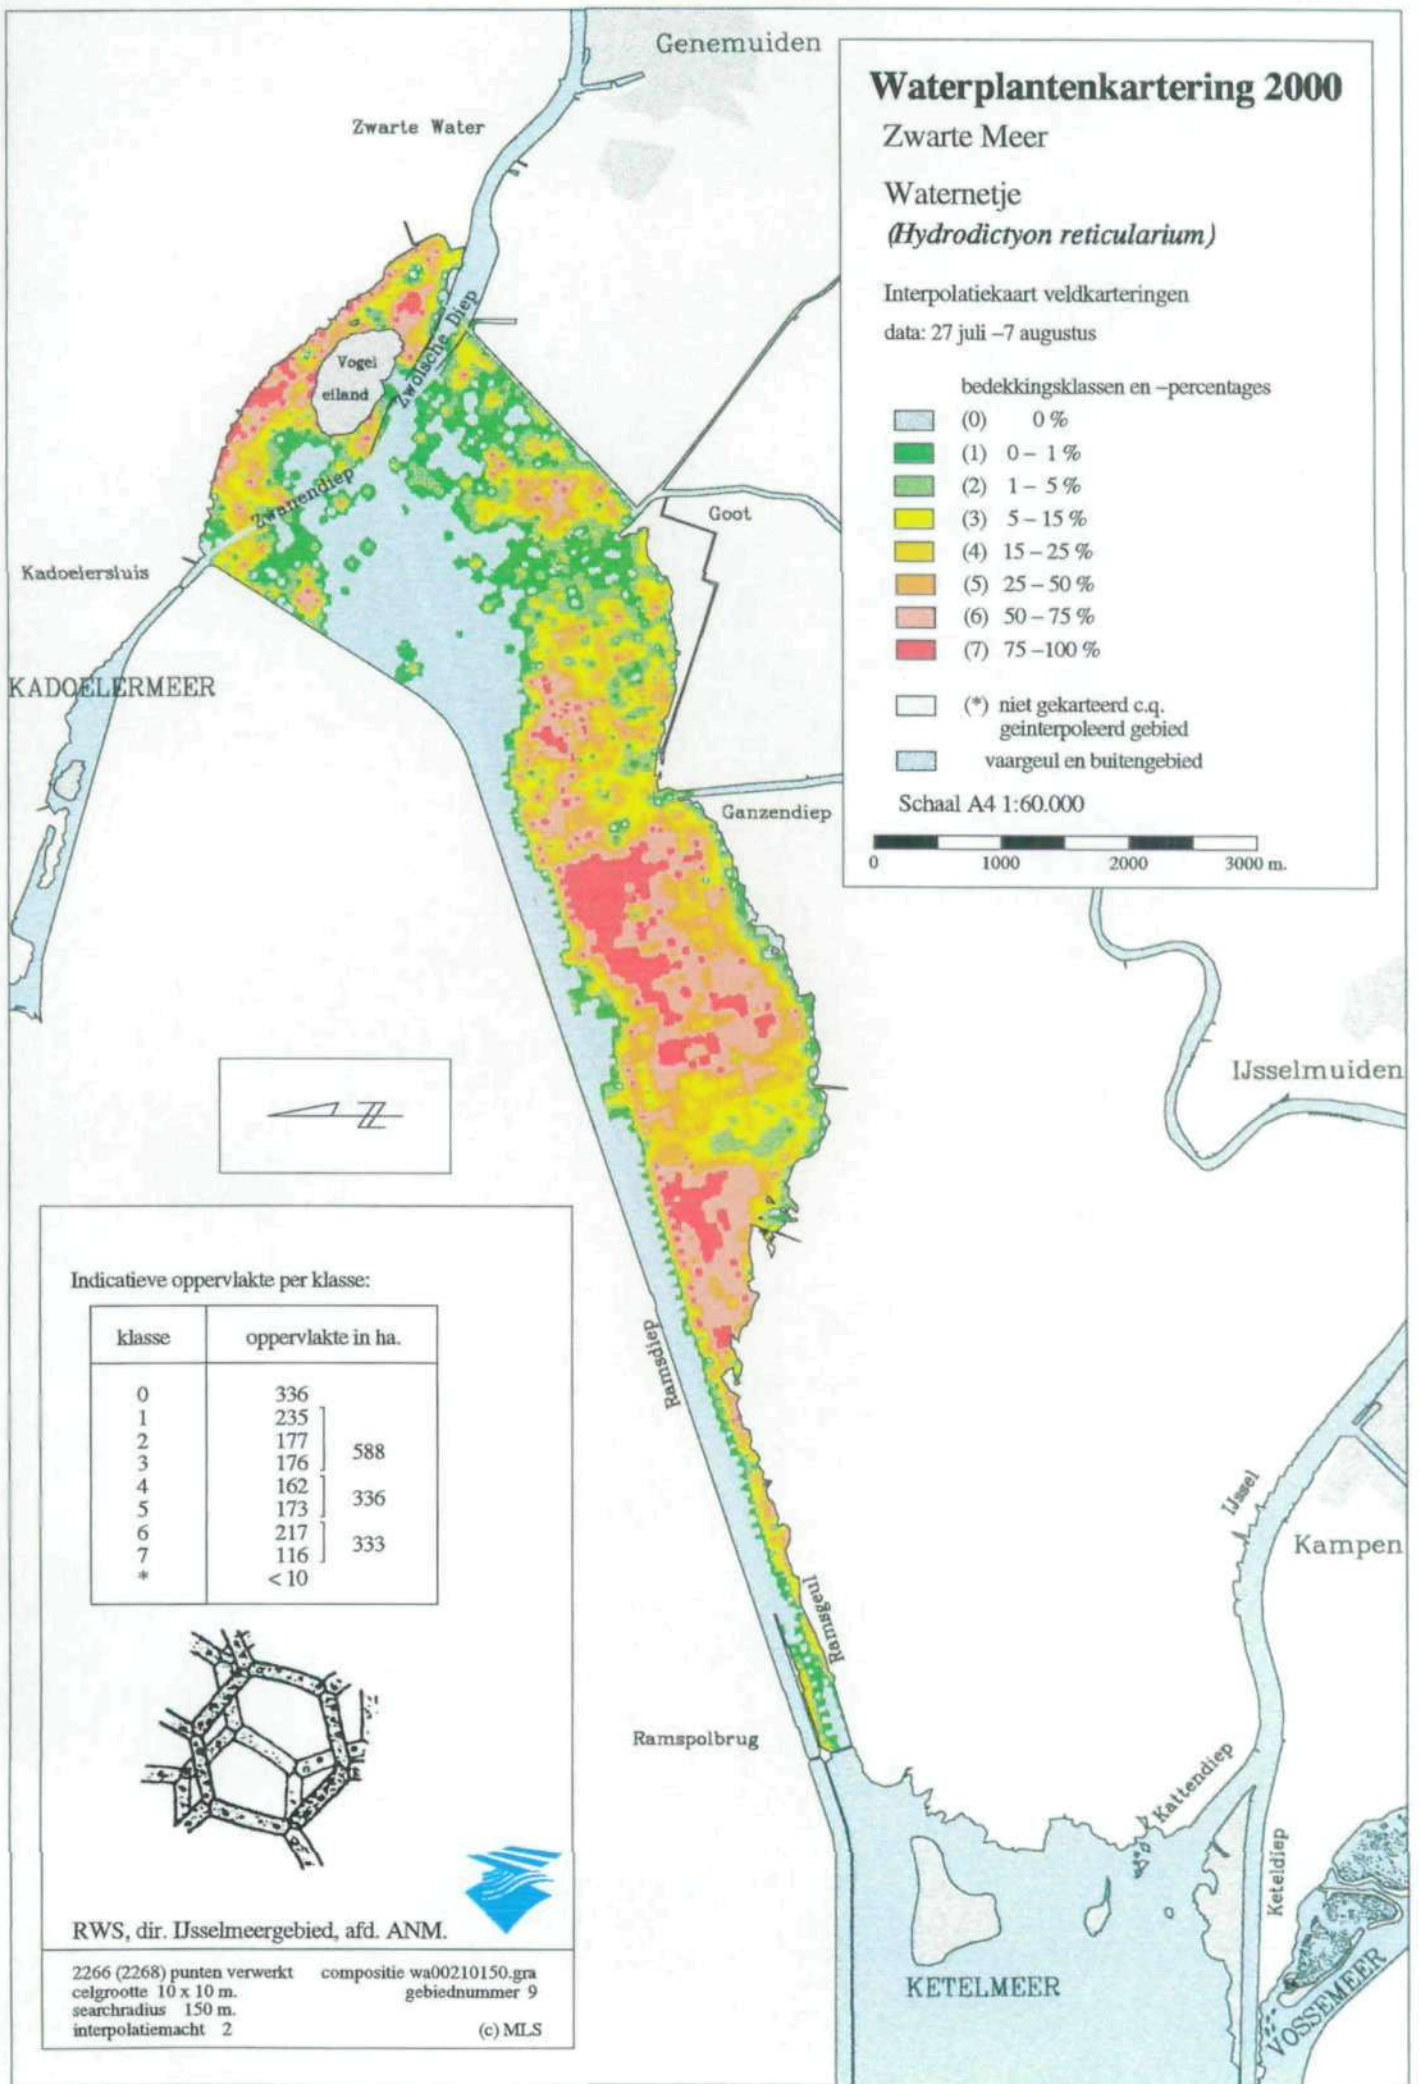 Genemuiden
Zwarte Water
Waterplantenkartering 2000
Zwarte Meer
Waternetje
(Hydrodictyon reticularium)
Interpolatiekaart veldkarteringen
data: 27 juli –7 augustus
bedekkingsklassen en –percentages
(0) 0 %
(1) 0 – 1 %
(2) 1 – 5 %
(3) 5 – 15 %
(4) 15 – 25 %
(5) 25 – 50 %
(6) 50 – 75 %
(7) 75 –100 %
(*) niet gekarteerd c.q.
geinterpoleerd gebied
vaargeul en buitengebied
Schaal A4 1:60.000
0 1000 2000 3000 m.
Zwolsche Diep
Vogel
eiland
Zwanendiep
Goot
Kadoelersluis
KADOELERMEER
Ganzendiep
IJsselmuiden
N
Ramsdiep
IJssel
Kampen
Ramsgeul
Ramspolbrug
Kattendiep
Keteldiep
KETELMEER
VOSSEMEER
Indicatieve oppervlakte per klasse:
klasse oppervlakte in ha.
0 336
1 235
2 177 588
3 176
4 162 336
5 173
6 217 333
7 116
* < 10
RWS, dir. IJsselmeergebied, afd. ANM.
2266 (2268) punten verwerkt compositie wa00210150.gra
celgrootte 10 x 10 m. gebiednummer 9
searchradius 150 m.
interpolatiemacht 2 (c) MLS